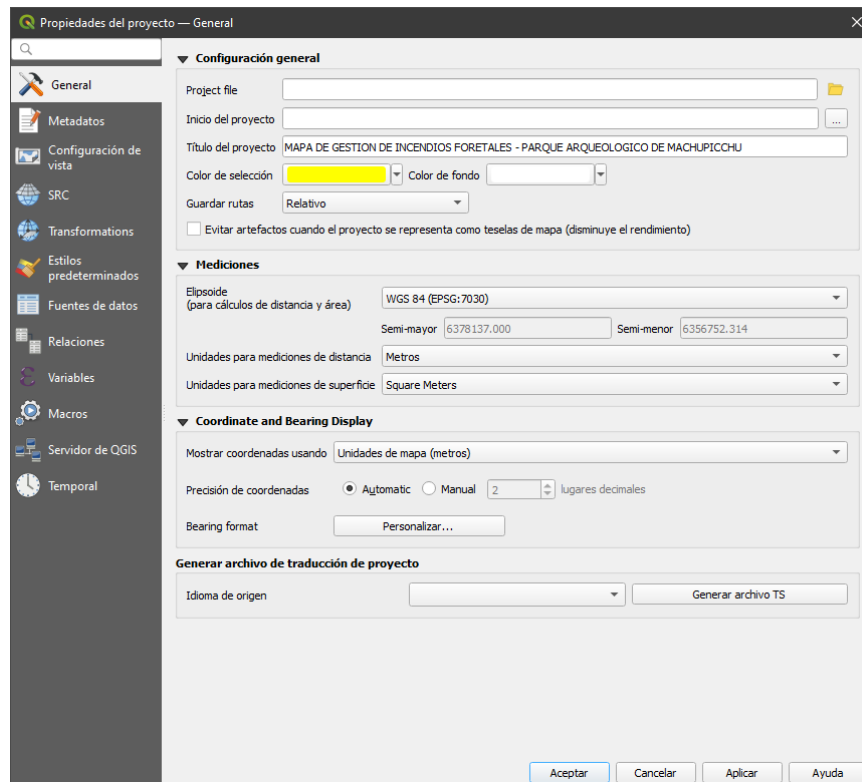 Propiedades del proyecto — General
General
Metadatos
Configuración de
vista
SRC
Transformations
Estilos
predeterminados
Fuentes de datos
Relaciones
Variables
Macros
Servidor de QGIS
Temporal
Configuración general
Project file
Inicio del proyecto ...
Título del proyecto MAPA DE GESTION DE INCENDIOS FORETALES - PARQUE ARQUEOLOGICO DE MACHUPICCHU
Color de selección Color de fondo
Guardar rutas Relativo
Evitar artefactos cuando el proyecto se representa como teselas de mapa (disminuye el rendimiento)
Mediciones
Elipsoide
(para cálculos de distancia y área) WGS 84 (EPSG:7030)
Semi-mayor 6378137.000 Semi-menor 6356752.314
Unidades para mediciones de distancia Metros
Unidades para mediciones de superficie Square Meters
Coordinate and Bearing Display
Mostrar coordenadas usando Unidades de mapa (metros)
Precisión de coordenadas Automatic Manual 2 lugares decimales
Bearing format Personalizar...
Generar archivo de traducción de proyecto
Idioma de origen Generar archivo TS
Aceptar Cancelar Aplicar Ayuda